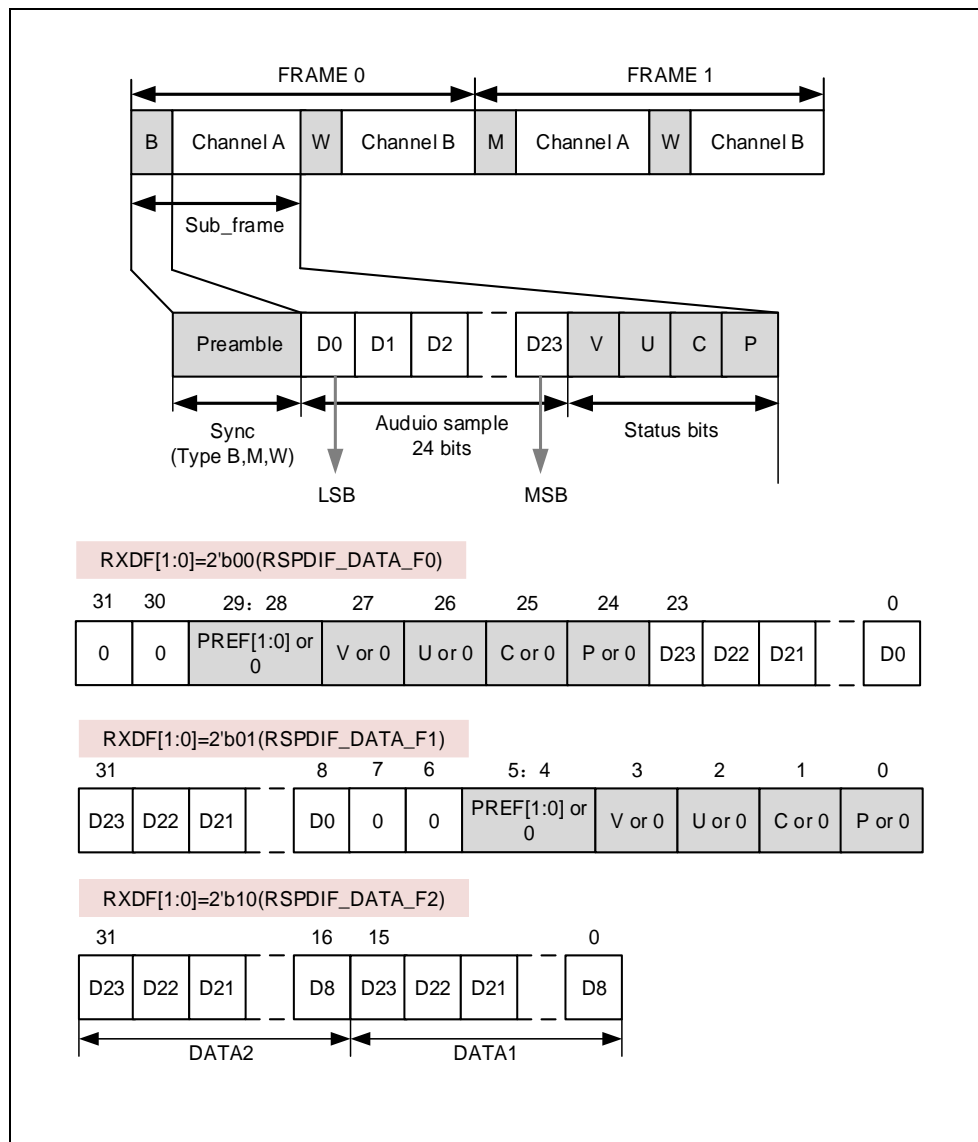 FRAME 0 FRAME 1
B Channel A W Channel B M Channel A W Channel B
Sub_frame
Preamble D0 D1 D2 D23 V U C P
Sync
(Type B,M,W)
Auduio sample
24 bits
Status bits
LSB MSB
RXDF[1:0]=2'b00(RSPDIF_DATA_F0)
31 30 29：28 27 26 25 24 23 0
0 0 PREF[1:0] or
0 V or 0 U or 0 C or 0 P or 0 D23 D22 D21 D0
RXDF[1:0]=2'b01(RSPDIF_DATA_F1)
31 8 7 6 5：4 3 2 1 0
D23 D22 D21 D0 0 0 PREF[1:0] or
0 V or 0 U or 0 C or 0 P or 0
RXDF[1:0]=2'b10(RSPDIF_DATA_F2)
31 16 15 0
D23 D22 D21 D8 D23 D22 D21 D8
DATA2 DATA1